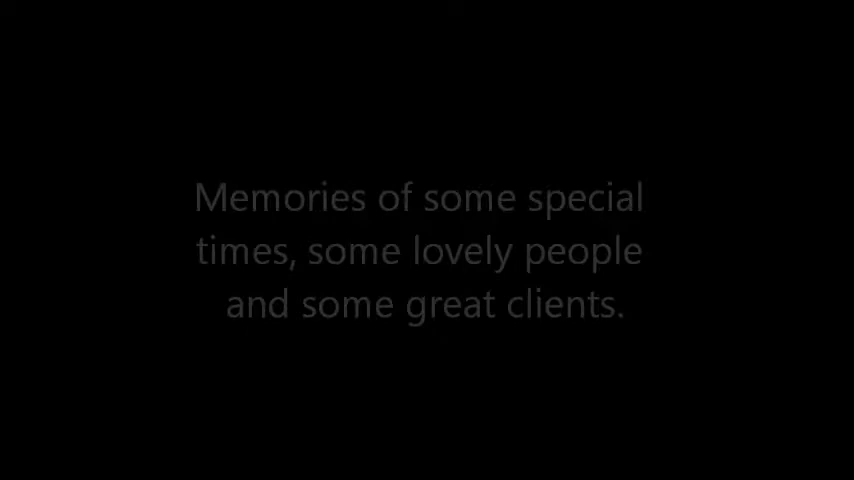 Memories of some special
times, some lovely people
and some great clients.